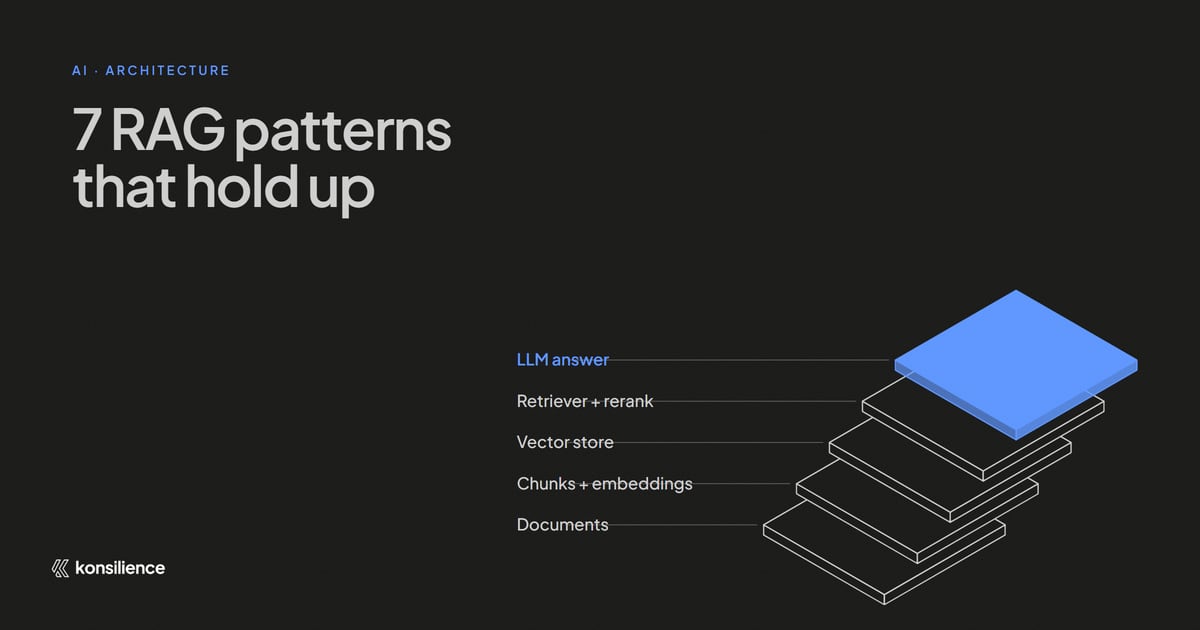 AI · ARCHITECTURE
7 RAG patterns
that hold up
LLM answer
Retriever + rerank
Vector store
Chunks + embeddings
Documents
konsilience